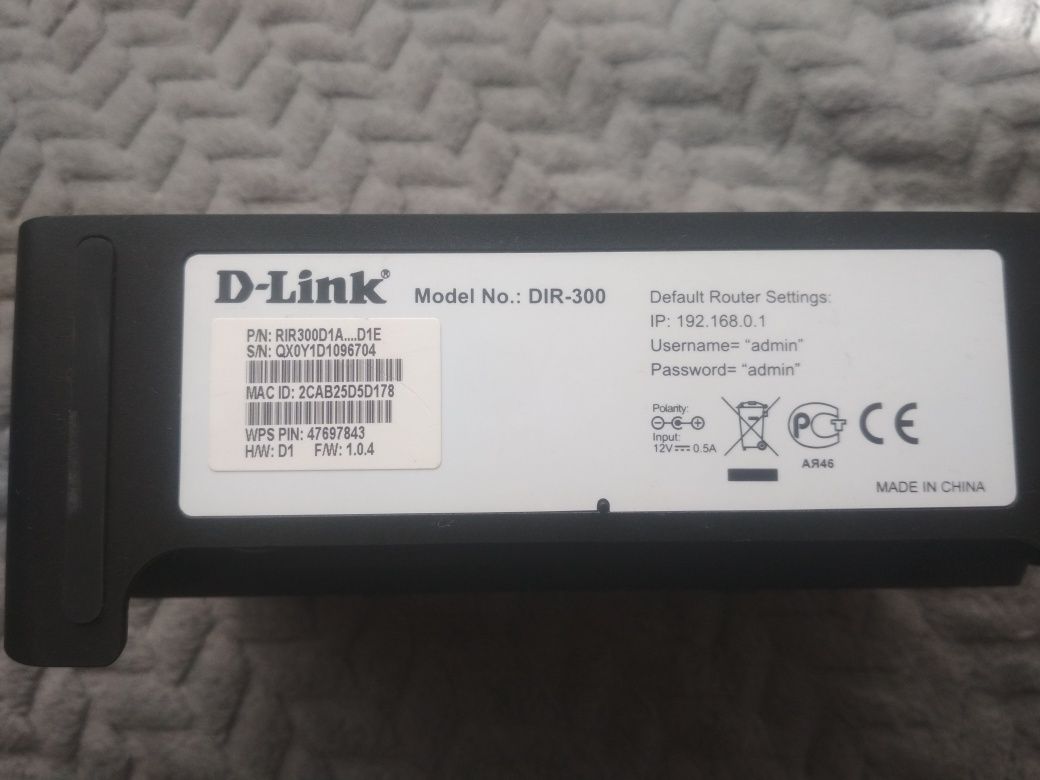 D-Link®
Model No.: DIR-300
P/N: RIR300D1A....D1E
S/N: QX0Y1D1096704
MAC ID: 2CAB25D5D178
WPS PIN: 47697843
H/W: D1 F/W: 1.0.4
Default Router Settings:
IP: 192.168.0.1
Username= “admin”
Password= “admin”
Polarity:
Input:
12V 0.5A
РСТ
АЯ46
CE
MADE IN CHINA